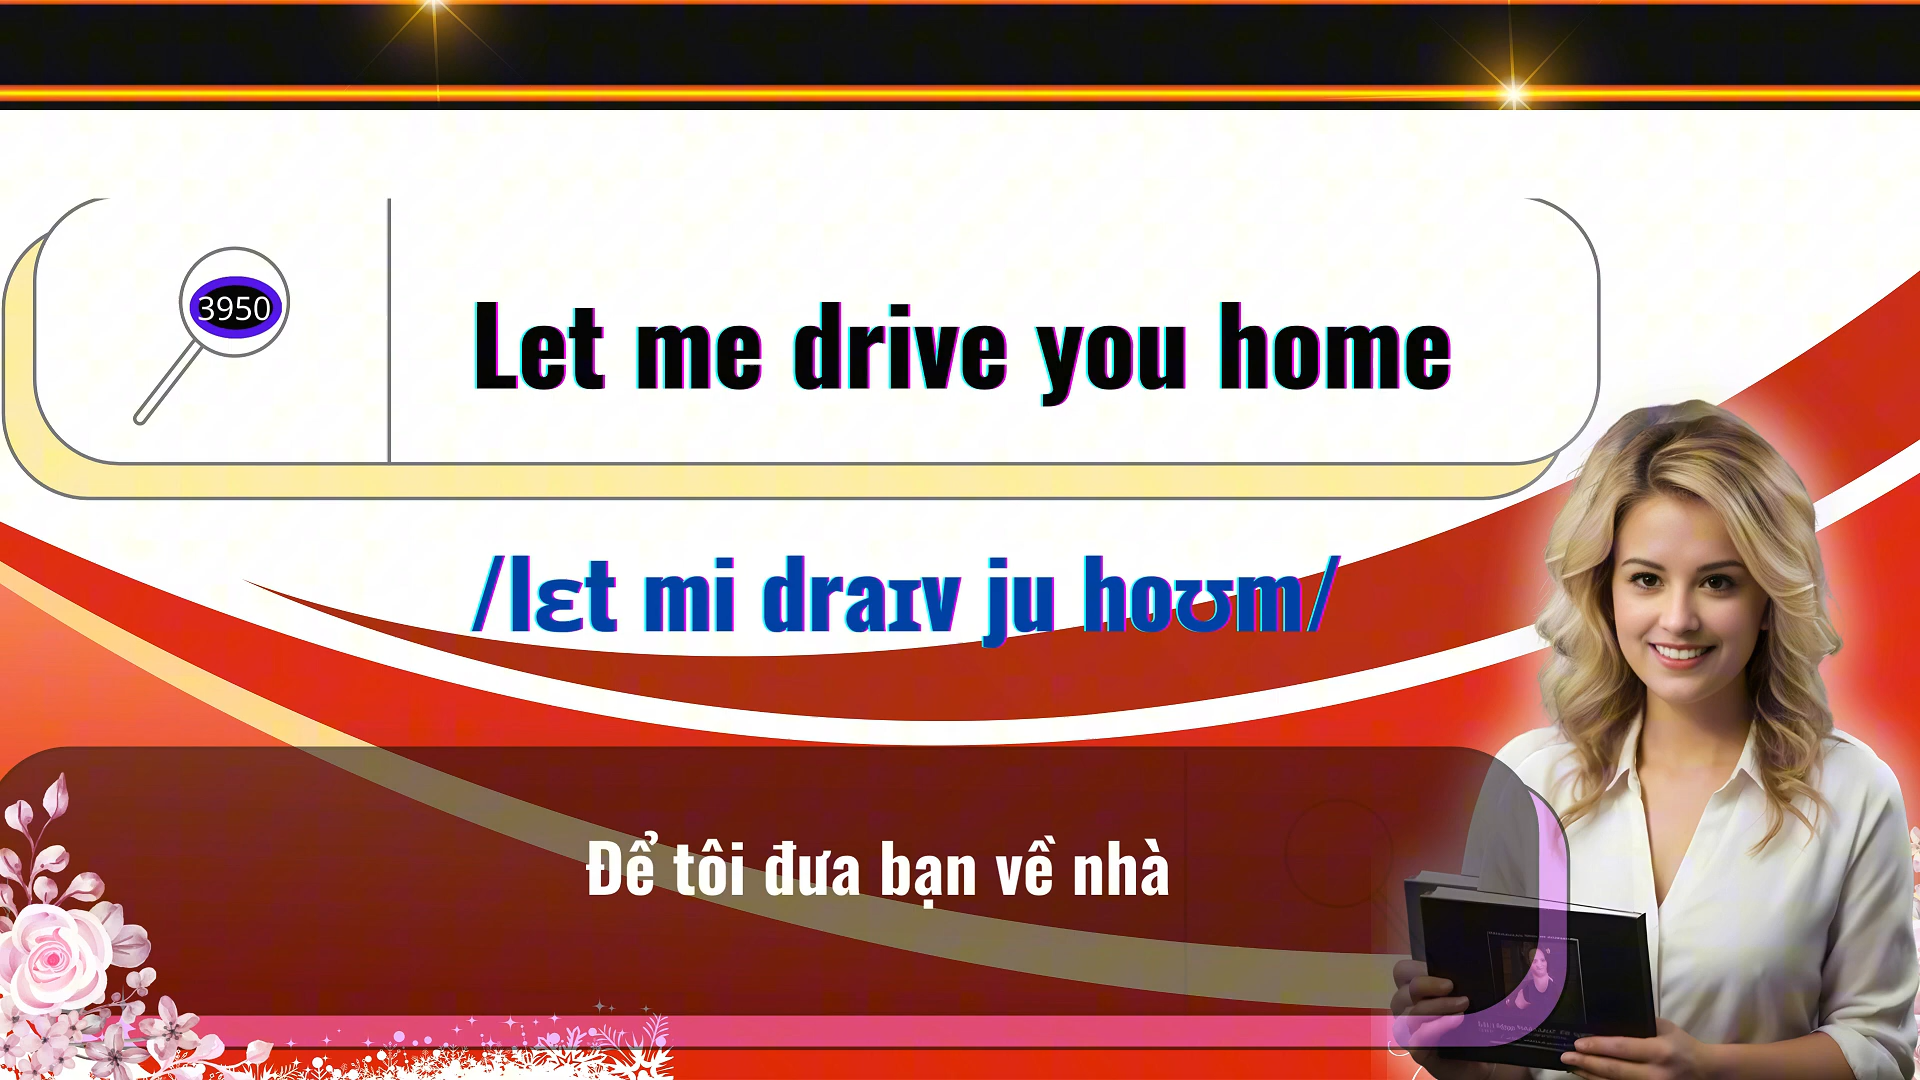 3950
Let me drive you home
/lɛt mi draɪv ju hoʊm/
Để tôi đưa bạn về nhà